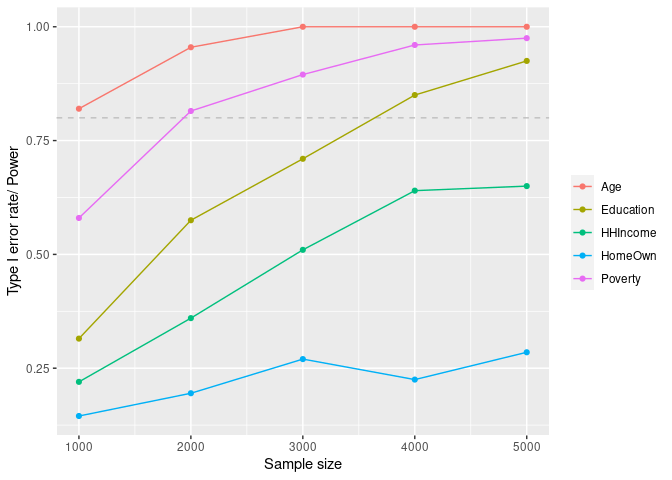 1.00
0.75
0.50
0.25
Type I error rate/ Power
1000 2000 3000 4000 5000
Sample size
Age
Education
HHIncome
HomeOwn
Poverty